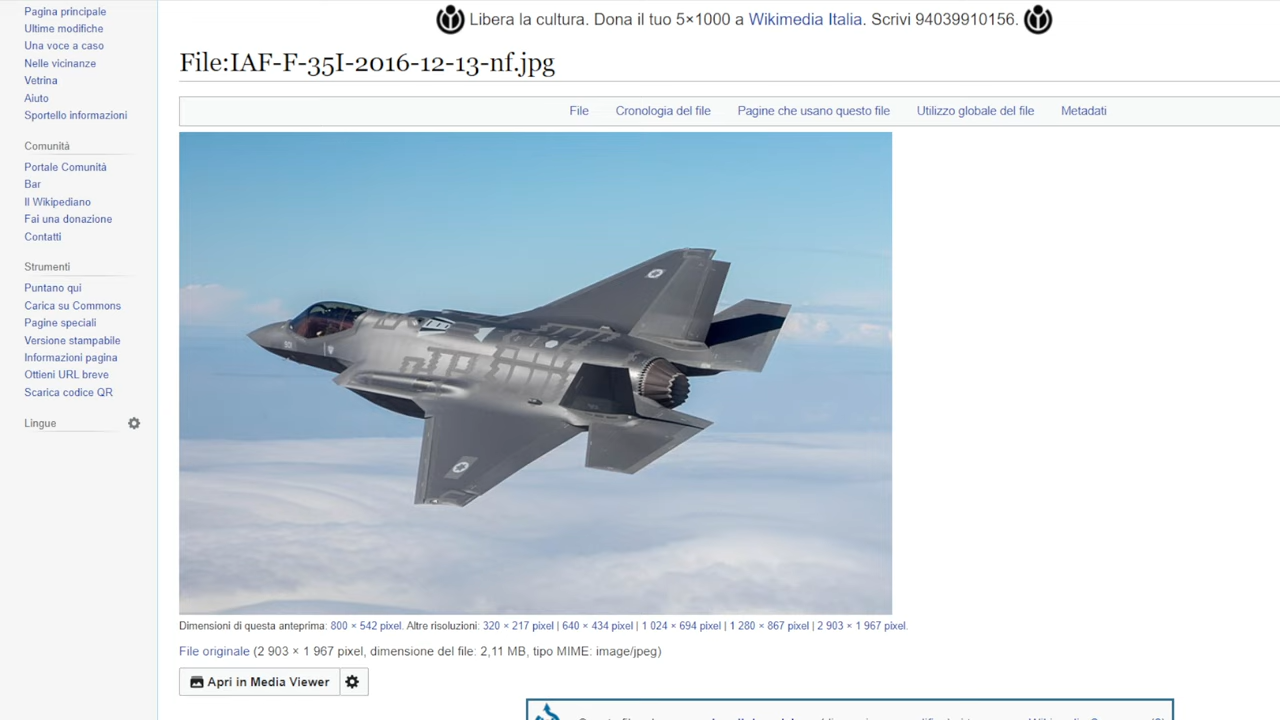 Pagina principale
Ultime modifiche
Una voce a caso
Nelle vicinanze
Vetrina
Aiuto
Sportello informazioni
Comunità
Portale Comunità
Bar
Il Wikipediano
Fai una donazione
Contatti
Strumenti
Puntano qui
Carica su Commons
Pagine speciali
Versione stampabile
Informazioni pagina
Ottieni URL breve
Scarica codice QR
Lingue
Libera la cultura. Dona il tuo 5×1000 a Wikimedia Italia. Scrivi 94039910156.
File:IAF-F-35I-2016-12-13-nf.jpg
File Cronologia del file Pagine che usano questo file Utilizzo globale del file Metadati
Dimensioni di questa anteprima: 800 × 542 pixel. Altre risoluzioni: 320 × 217 pixel | 640 × 434 pixel | 1 024 × 694 pixel | 1 280 × 867 pixel | 2 903 × 1 967 pixel.
File originale (2 903 × 1 967 pixel, dimensione del file: 2,11 MB, tipo MIME: image/jpeg)
Apri in Media Viewer